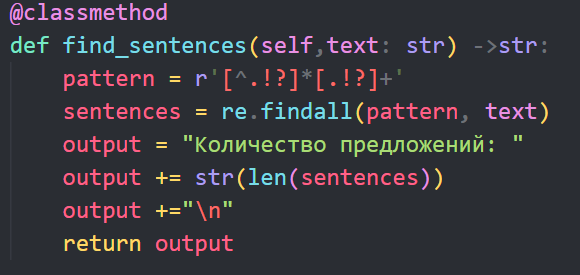 @classmethod
def find_sentences(self,text: str) ->str:
pattern = r'[^.!?]*[.!?]+'
sentences = re.findall(pattern, text)
output = "Количество предложений: "
output += str(len(sentences))
output +="\n"
return output